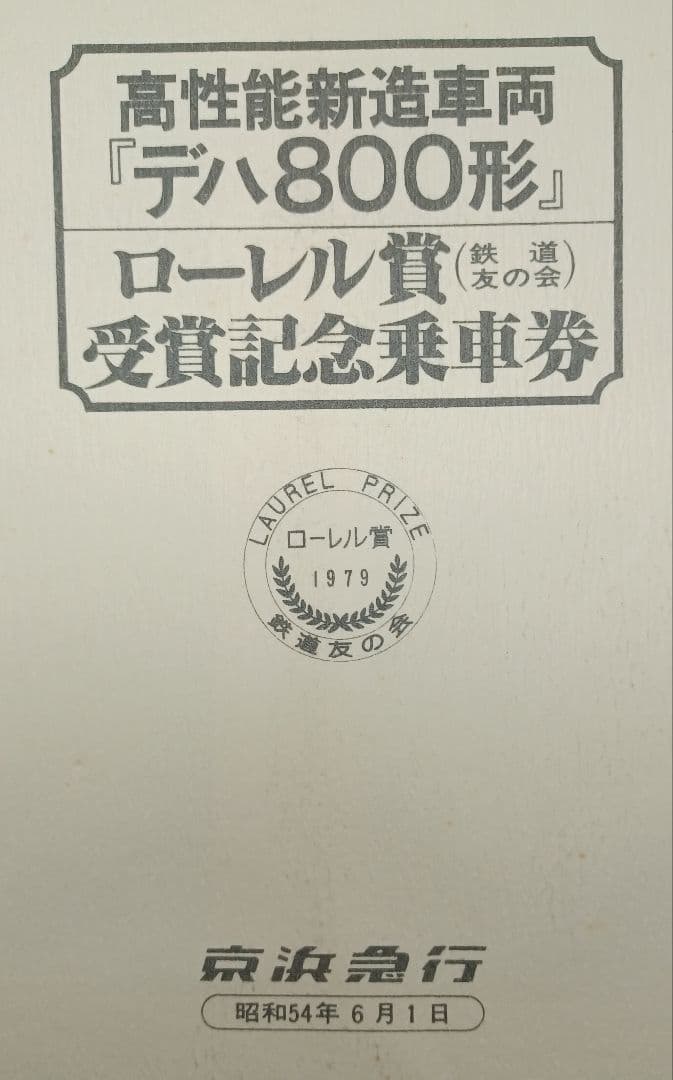 高性能新造車両
『デハ800形』
ローレル賞(鉄道友の会)
受賞記念乗車券
LAUREL PRIZE
ローレル賞
1979
鉄道友の会
京浜急行
昭和54年6月1日